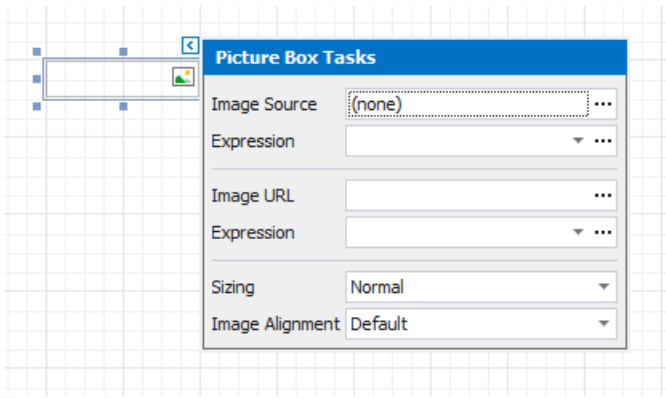 Picture Box Tasks
Image Source (none) ...
Expression ...
Image URL ...
Expression ...
Sizing Normal
Image Alignment Default